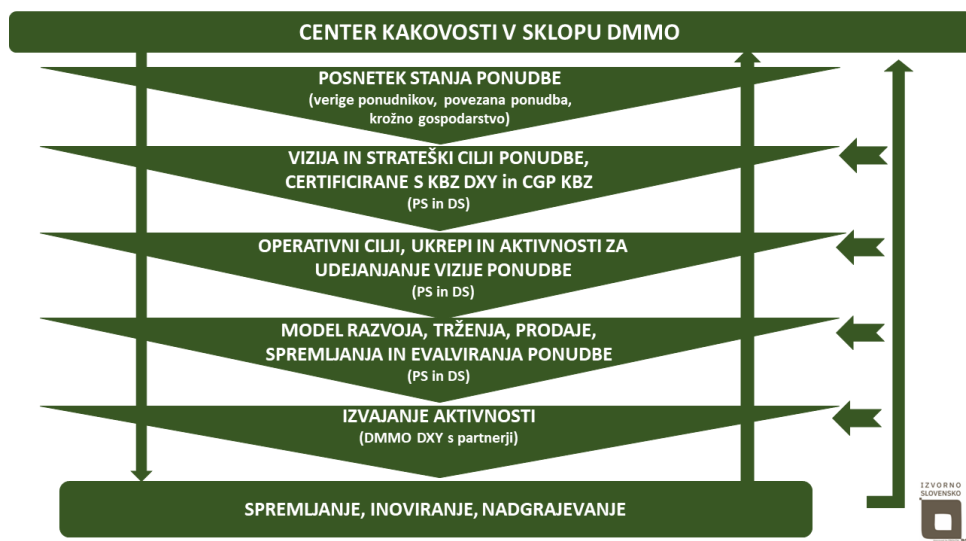 CENTER KAKOVOSTI V SKLOPU DMMO
POSNETEK STANJA PONUDBE
(verige ponudnikov, povezana ponudba,
krožno gospodarstvo)
VIZIJA IN STRATEŠKI CILJI PONUDBE,
CERTIFICIRANE S KBZ DXY in CGP KBZ
(PS in DS)
OPERATIVNI CILJI, UKREPI IN AKTIVNOSTI ZA
UDEJANJANJE VIZIJE PONUDBE
(PS in DS)
MODEL RAZVOJA, TRŽENJA, PRODAJE,
SPREMLJANJA IN EVALVIRANJA PONUDBE
(PS in DS)
IZVAJANJE AKTIVNOSTI
(DMMO DXY s partnerji)
SPREMLJANJE, INOVIRANJE, NADGRAJEVANJE
IZVORNO
SLOVENSKO